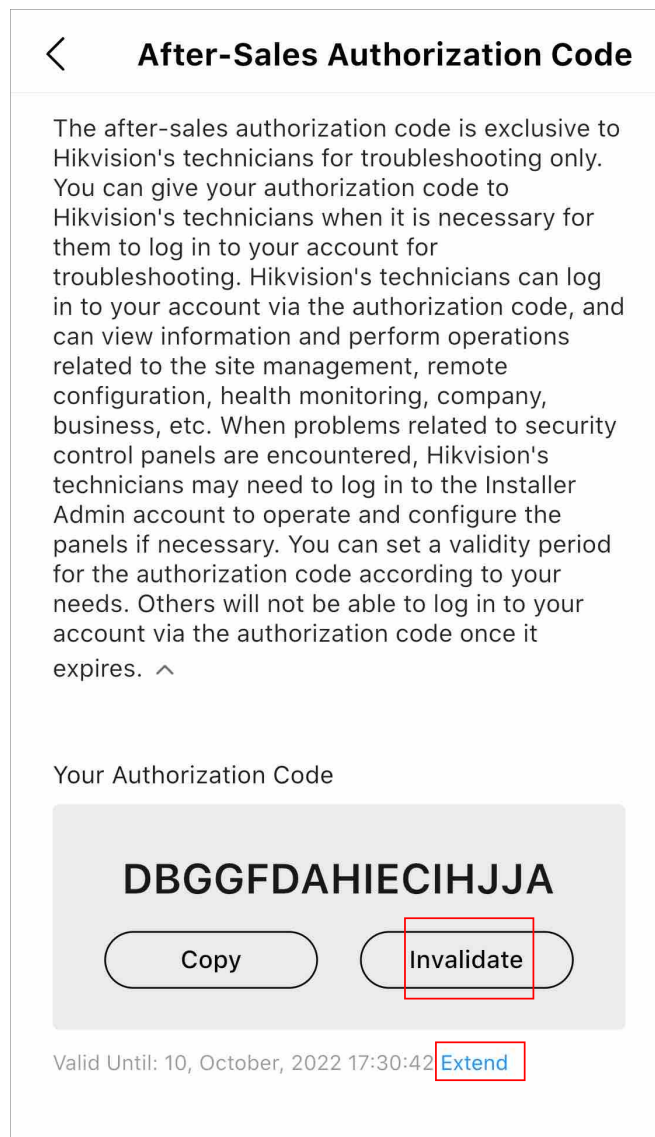 After-Sales Authorization Code
The after-sales authorization code is exclusive to
Hikvision's technicians for troubleshooting only.
You can give your authorization code to
Hikvision's technicians when it is necessary for
them to log in to your account for
troubleshooting. Hikvision's technicians can log
in to your account via the authorization code, and
can view information and perform operations
related to the site management, remote
configuration, health monitoring, company,
business, etc. When problems related to security
control panels are encountered, Hikvision's
technicians may need to log in to the Installer
Admin account to operate and configure the
panels if necessary. You can set a validity period
for the authorization code according to your
needs. Others will not be able to log in to your
account via the authorization code once it
expires.
Your Authorization Code
DBGGFDAHIECIHJJA
Copy Invalidate
Valid Until: 10, October, 2022 17:30:42 Extend